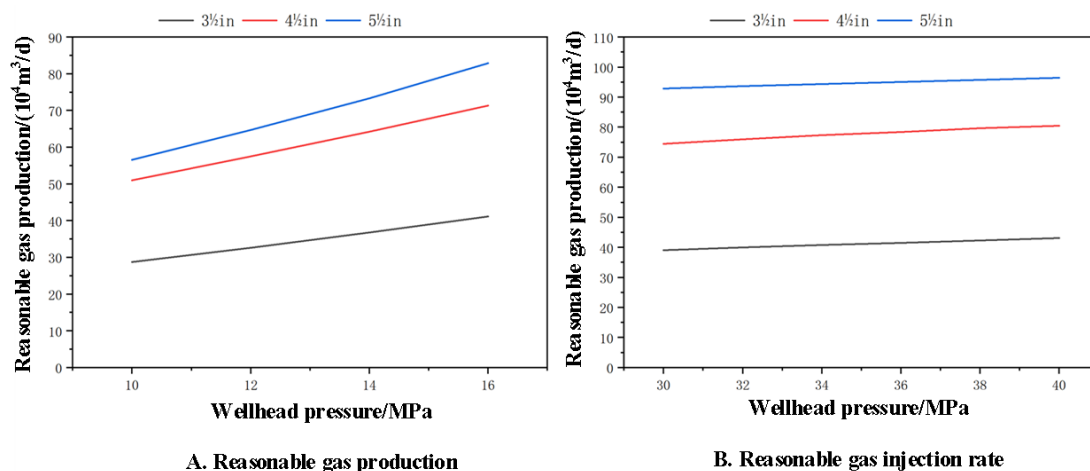 3½in 4½in 5½in
Reasonable gas production/(10⁴m³/d)
90
80
70
60
50
40
30
20
10
0
10 12 14 16
Wellhead pressure/MPa
A. Reasonable gas production
3½in 4½in 5½in
Reasonable gas production/(10⁴m³/d)
110
100
90
80
70
60
50
40
30
20
10
0
30 32 34 36 38 40
Wellhead pressure/MPa
B. Reasonable gas injection rate